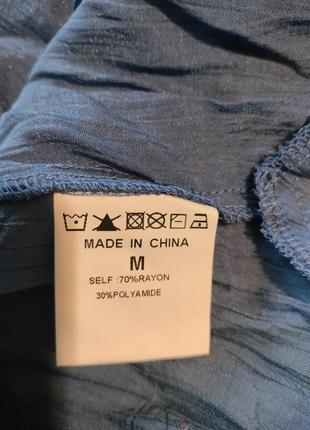 MADE IN CHINA
M
SELF :70%RAYON
30%POLYAMIDE